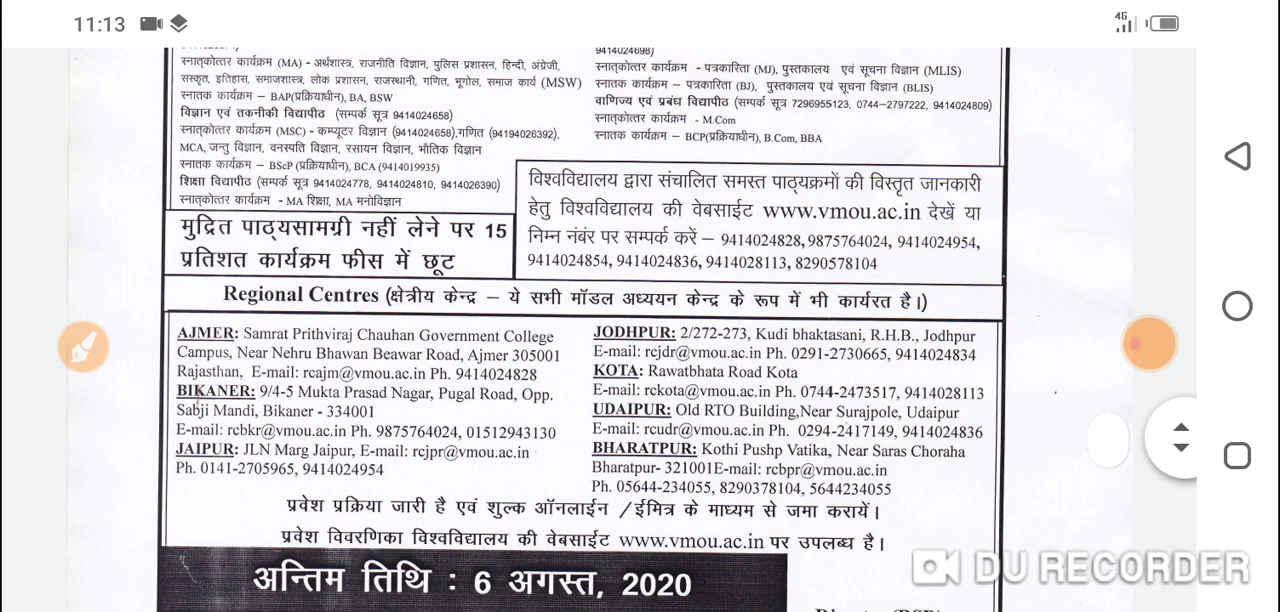 11:13
4G
9414024698)
स्नातकोत्तर कार्यक्रम (MA) - अर्थशास्त्र, राजनीति विज्ञान, पुलिस प्रशासन, हिन्दी, अंग्रेजी,
संस्कृत, इतिहास, समाजशास्त्र, लोक प्रशासन, राजस्थानी, गणित, भूगोल, समाज कार्य (MSW)
स्नातक कार्यक्रम – BAP(प्रक्रियाधीन), BA, BSW
विज्ञान एवं तकनीकी विद्यापीठ (सम्पर्क सूत्र 9414024658)
स्नातकोत्तर कार्यक्रम (MSC) - कम्प्यूटर विज्ञान (9414024658),गणित (94194026392),
MCA, जन्तु विज्ञान, वनस्पति विज्ञान, रसायन विज्ञान, भौतिक विज्ञान
स्नातक कार्यक्रम – BScP (प्रक्रियाधीन), BCA (9414019935)
शिक्षा विद्यापीठ (सम्पर्क सूत्र 9414024778, 9414024810, 9414026390)
स्नातकोत्तर कार्यक्रम - MA शिक्षा, MA मनोविज्ञान
स्नातकोत्तर कार्यक्रम - पत्रकारिता (MJ), पुस्तकालय एवं सूचना विज्ञान (MLIS)
स्नातक कार्यक्रम – पत्रकारिता (BJ), पुस्तकालय एवं सूचना विज्ञान (BLIS)
वाणिज्य एवं प्रबंध विद्यापीठ (सम्पर्क सूत्र 7296955123, 0744–2797222, 9414024809)
स्नातकोत्तर कार्यक्रम - M.Com
स्नातक कार्यक्रम – BCP(प्रक्रियाधीन), B.Com, BBA
मुद्रित पाठ्यसामग्री नहीं लेने पर 15
प्रतिशत कार्यक्रम फीस में छूट
विश्वविद्यालय द्वारा संचालित समस्त पाठ्यक्रमों की विस्तृत जानकारी
हेतु विश्वविद्यालय की वेबसाईट www.vmou.ac.in देखें या
निम्न नंबर पर सम्पर्क करें – 9414024828, 9875764024, 9414024954,
9414024854, 9414024836, 9414028113, 8290578104
Regional Centres (क्षेत्रीय केन्द्र – ये सभी मॉडल अध्ययन केन्द्र के रूप में भी कार्यरत है।)
AJMER: Samrat Prithviraj Chauhan Government College
Campus, Near Nehru Bhawan Beawar Road, Ajmer 305001
Rajasthan, E-mail: rcajm@vmou.ac.in Ph. 9414024828
BIKANER: 9/4-5 Mukta Prasad Nagar, Pugal Road, Opp.
Sabji Mandi, Bikaner - 334001
E-mail: rcbkr@vmou.ac.in Ph. 9875764024, 01512943130
JAIPUR: JLN Marg Jaipur, E-mail: rcjpr@vmou.ac.in
Ph. 0141-2705965, 9414024954
JODHPUR: 2/272-273, Kudi bhaktasani, R.H.B., Jodhpur
E-mail: rcjdr@vmou.ac.in Ph. 0291-2730665, 9414024834
KOTA: Rawatbhata Road Kota
E-mail: rckota@vmou.ac.in Ph. 0744-2473517, 9414028113
UDAIPUR: Old RTO Building,Near Surajpole, Udaipur
E-mail: rcudr@vmou.ac.in Ph. 0294-2417149, 9414024836
BHARATPUR: Kothi Pushp Vatika, Near Saras Choraha
Bharatpur- 321001E-mail: rcbpr@vmou.ac.in
Ph. 05644-234055, 8290378104, 5644234055
प्रवेश प्रक्रिया जारी है एवं शुल्क ऑनलाईन / ईमित्र के माध्यम से जमा करायें।
प्रवेश विवरणिका विश्वविद्यालय की वेबसाईट www.vmou.ac.in पर उपलब्ध है।
अन्तिम तिथि : 6 अगस्त, 2020
DU RECORDER